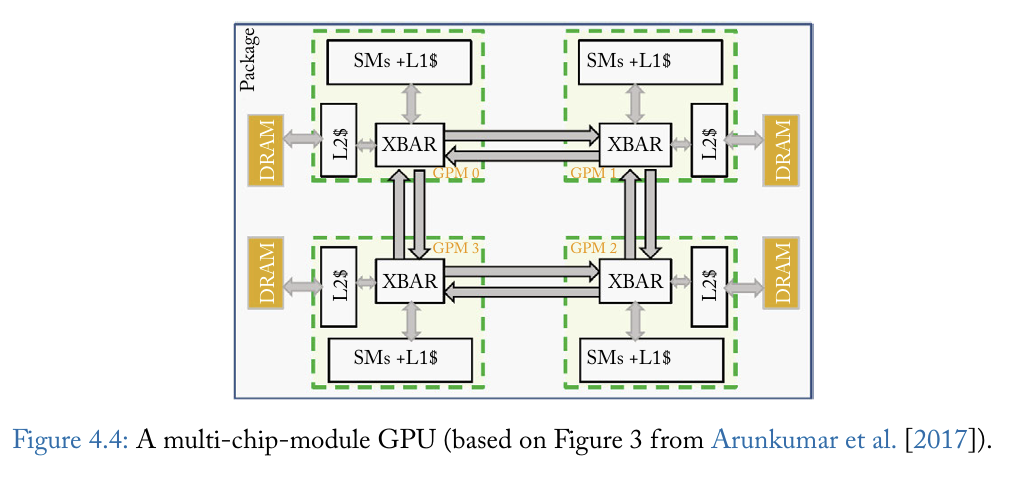 Package
SMs +L1$
SMs +L1$
DRAM
L2$
XBAR
XBAR
L2$
DRAM
GPM 0
GPM 1
GPM 3
GPM 2
DRAM
L2$
XBAR
XBAR
L2$
DRAM
SMs +L1$
SMs +L1$
Figure 4.4: A multi-chip-module GPU (based on Figure 3 from Arunkumar et al. [2017]).